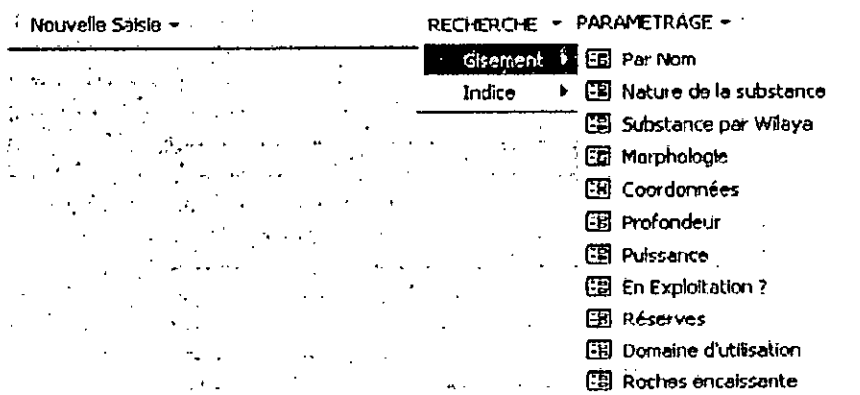 Nouvelle Saisie RECHERCHE PARAMETRAGE
Gisement Par Nom
Indice Nature de la substance
Substance par Wilaya
Morphologie
Coordonnées
Profondeur
Puissance
En Exploitation ?
Réserves
Domaine d'utilisation
Roches encaissante